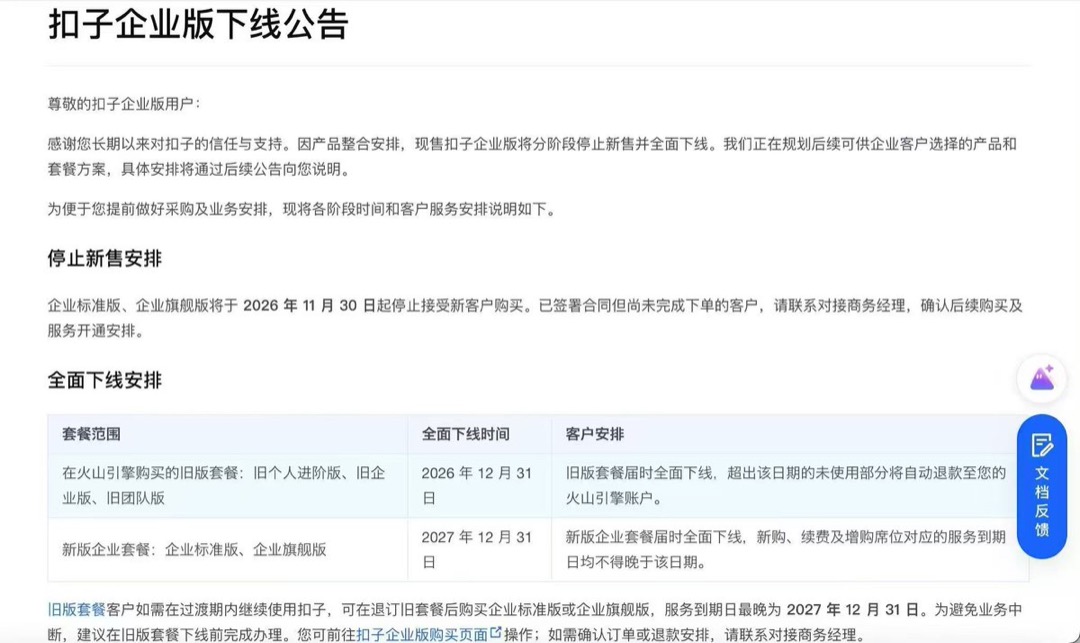 扣子企业版下线公告
尊敬的扣子企业版用户：
感谢您长期以来对扣子的信任与支持。因产品整合安排，现售扣子企业版将分阶段停止新售并全面下线。我们正在规划后续可供企业客户选择的产品和
套餐方案，具体安排将通过后续公告向您说明。
为便于您提前做好采购及业务安排，现将各阶段时间和客户服务安排说明如下。
停止新售安排
企业标准版、企业旗舰版将于 2026 年 11 月 30 日起停止接受新客户购买。已签署合同但尚未完成下单的客户，请联系对接商务经理，确认后续购买及
服务开通安排。
全面下线安排
套餐范围 全面下线时间 客户安排
在火山引擎购买的旧版套餐：旧个人进阶版、旧企
业版、旧团队版
2026 年 12 月 31
日
旧版套餐届时全面下线，超出该日期的未使用部分将自动退款至您的
火山引擎账户。
新版企业套餐：企业标准版、企业旗舰版
2027 年 12 月 31
日
新版企业套餐届时全面下线，新购、续费及增购席位对应的服务到期
日均不得晚于该日期。
旧版套餐客户如需在过渡期内继续使用扣子，可在退订旧套餐后购买企业标准版或企业旗舰版，服务到期日最晚为 2027 年 12 月 31 日。为避免业务中
断，建议在旧版套餐下线前完成办理。您可前往扣子企业版购买页面操作；如需确认订单或退款安排，请联系对接商务经理。
文档反馈